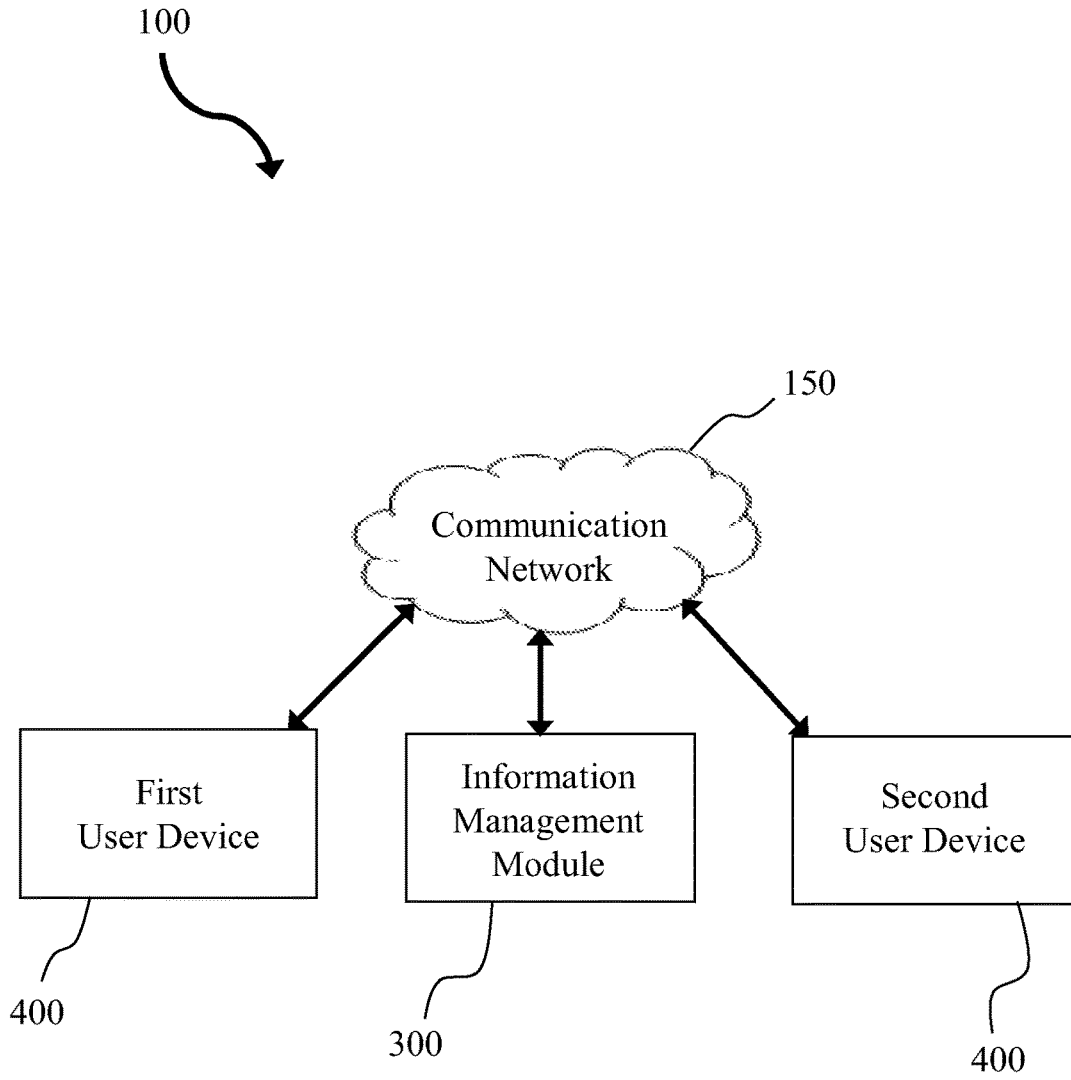 100
150
Communication
Network
First
User Device
Information
Management
Module
Second
User Device
400
300
400